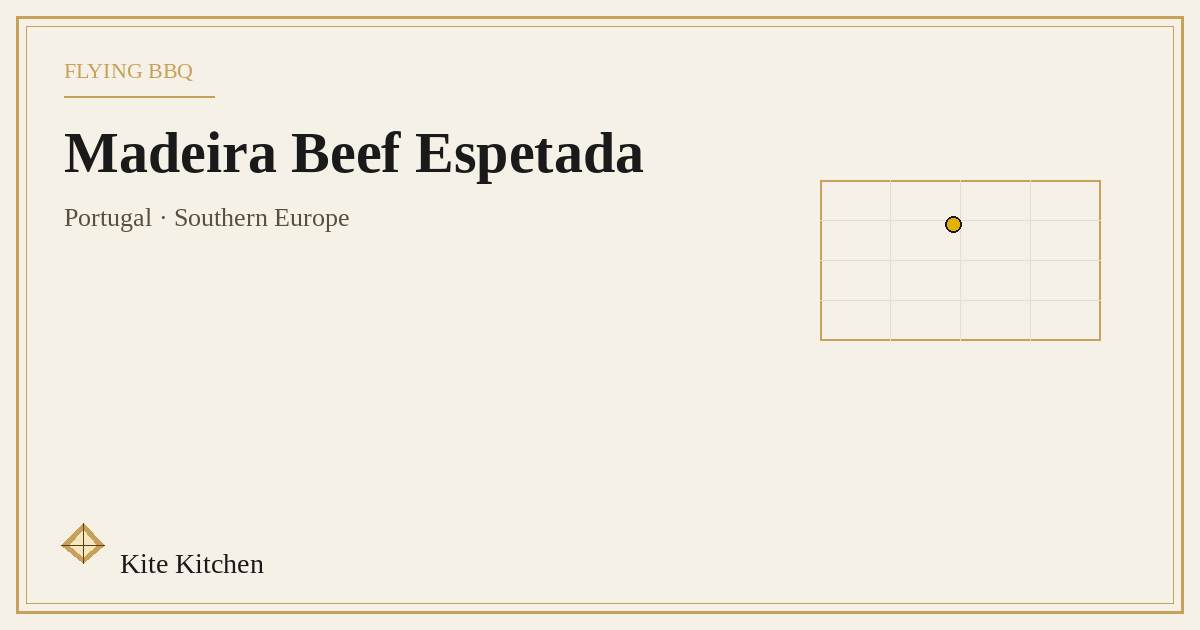 FLYING BBQ
Madeira Beef Espetada
Portugal · Southern Europe
Kite Kitchen